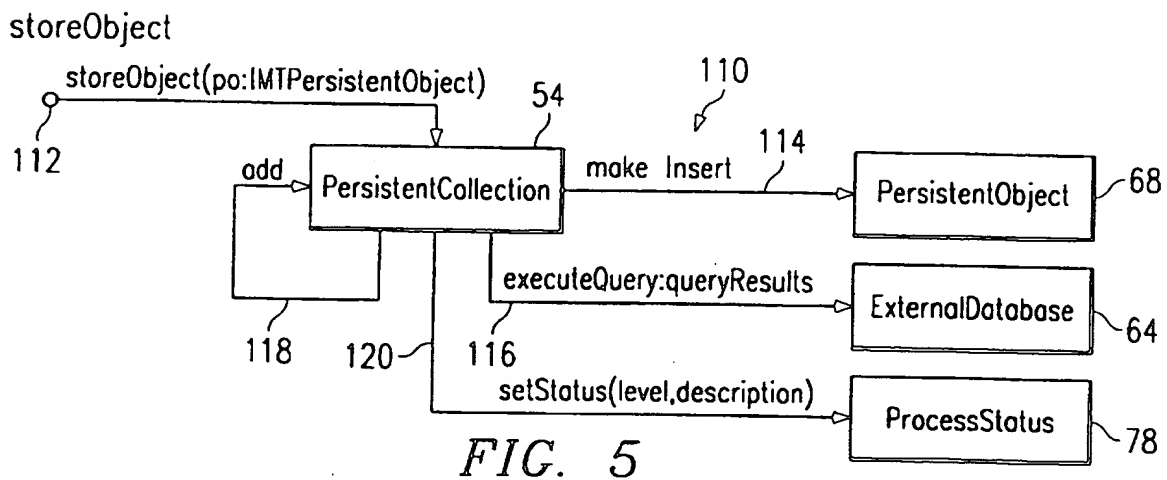 storeObject
storeObject(po:IMTPersistentObject)
112
54
110
add
PersistentCollection
make Insert
114
PersistentObject
68
executeQuery:queryResults
ExternalDatabase
64
118
120
116
setStatus(level,description)
ProcessStatus
78
FIG. 5